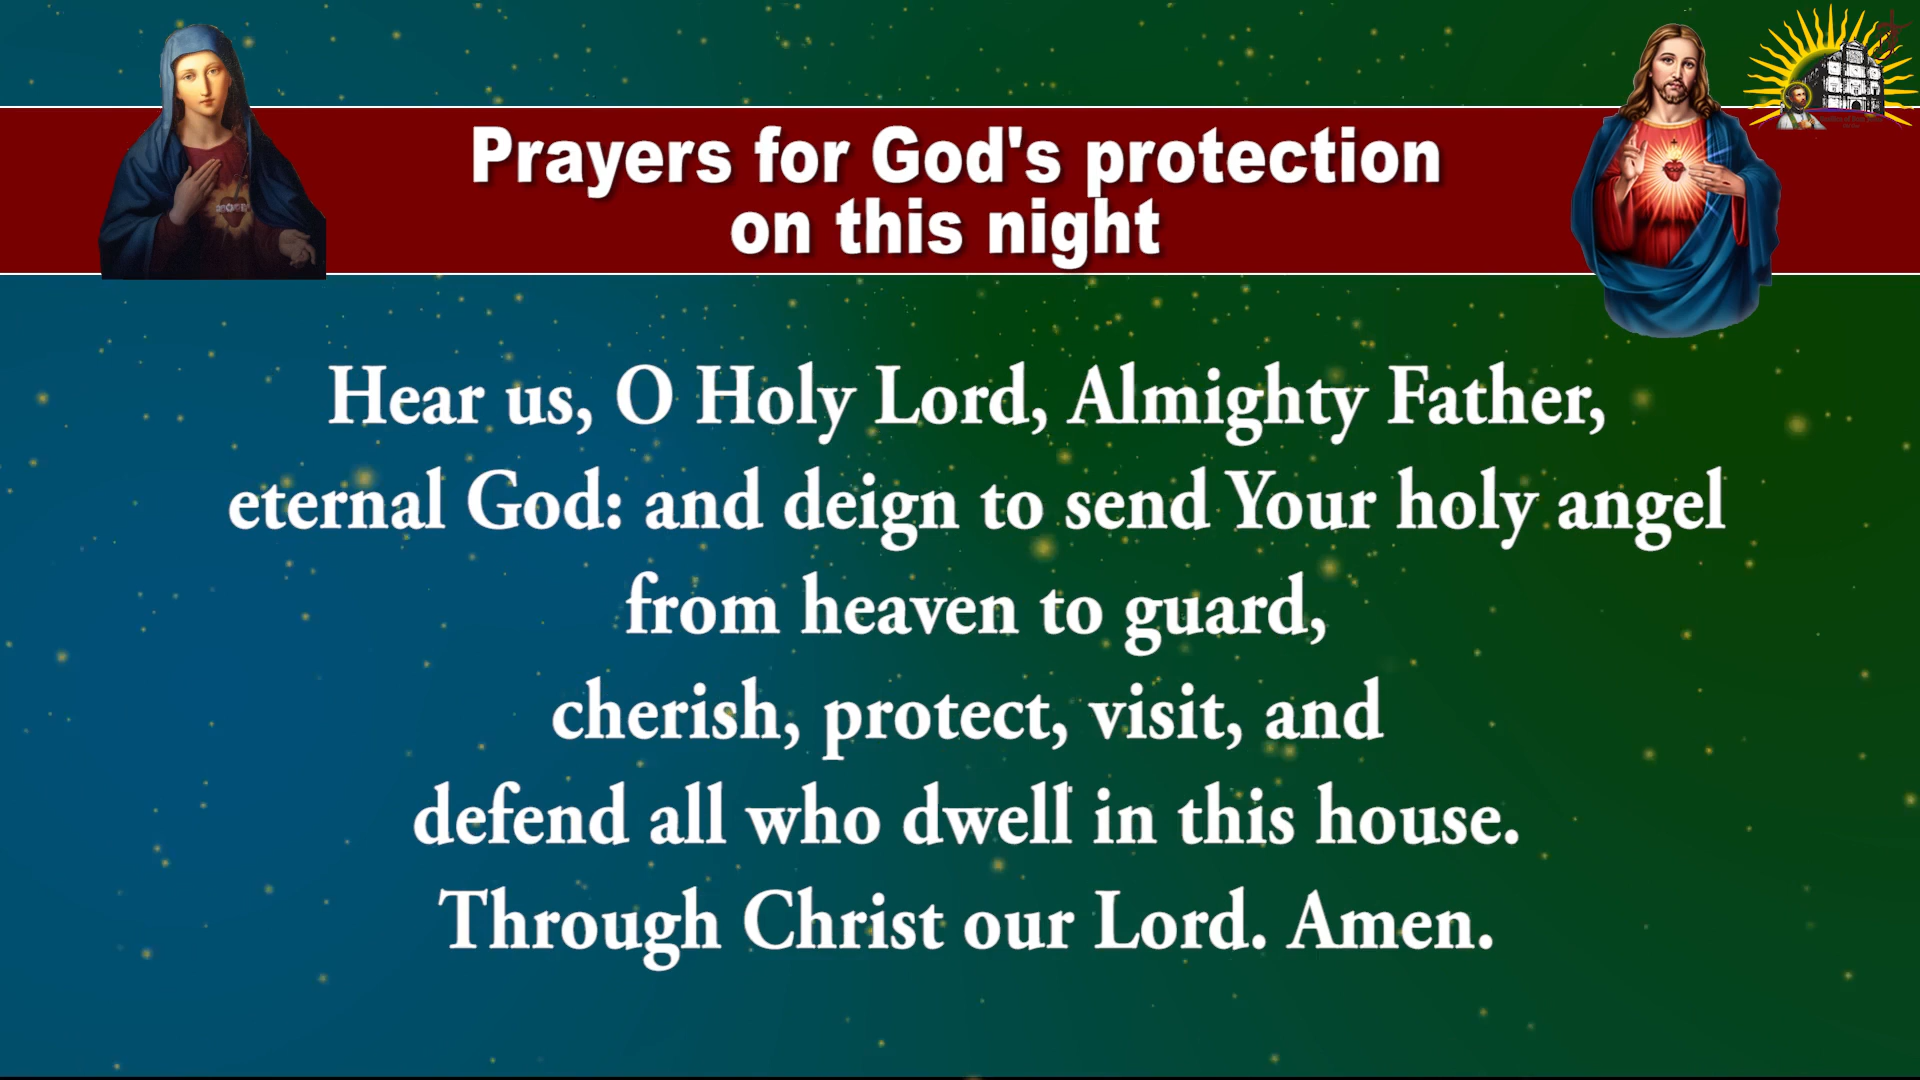 Prayers for God's protection
on this night
Hear us, O Holy Lord, Almighty Father,
eternal God: and deign to send Your holy angel
from heaven to guard,
cherish, protect, visit, and
defend all who dwell in this house.
Through Christ our Lord. Amen.